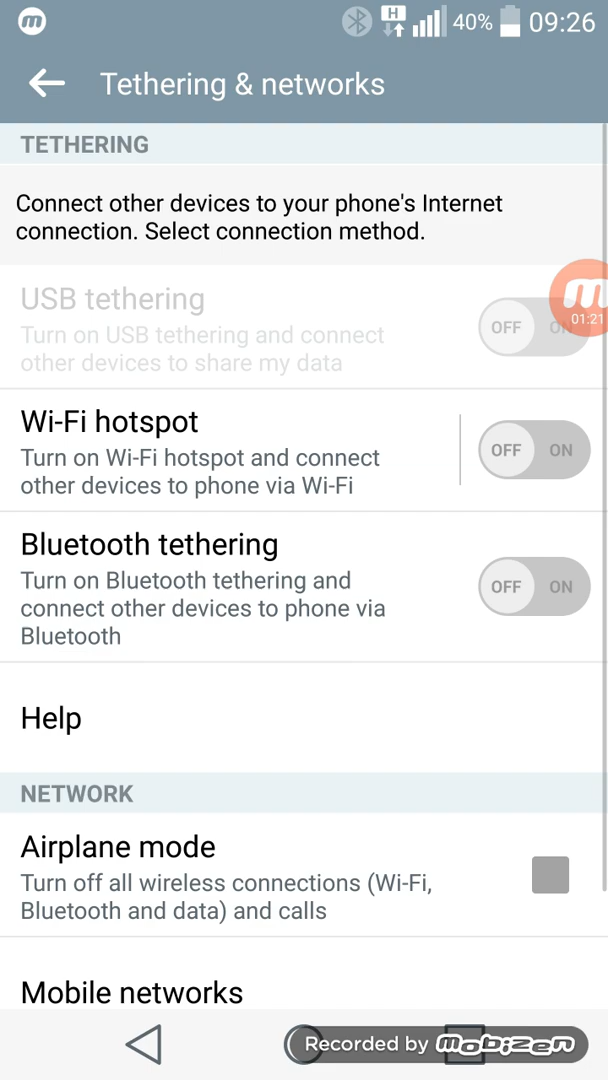 m H 40% 09:26
Tethering & networks
TETHERING
Connect other devices to your phone's Internet
connection. Select connection method.
USB tethering
Turn on USB tethering and connect
other devices to share my data
OFF ON
m
01:21
Wi-Fi hotspot
Turn on Wi-Fi hotspot and connect
other devices to phone via Wi-Fi
OFF ON
Bluetooth tethering
Turn on Bluetooth tethering and
connect other devices to phone via
Bluetooth
OFF ON
Help
NETWORK
Airplane mode
Turn off all wireless connections (Wi-Fi,
Bluetooth and data) and calls
Mobile networks
Recorded by mobizen